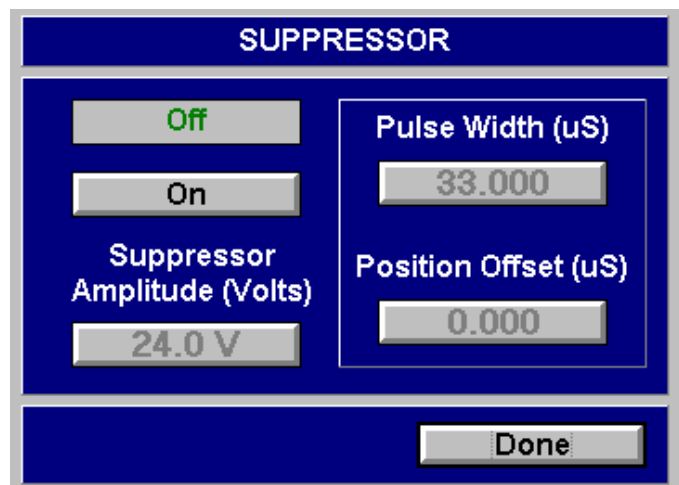 SUPPRESSOR
Off
On
Suppressor
Amplitude (Volts)
24.0 V
Pulse Width (uS)
33.000
Position Offset (uS)
0.000
Done